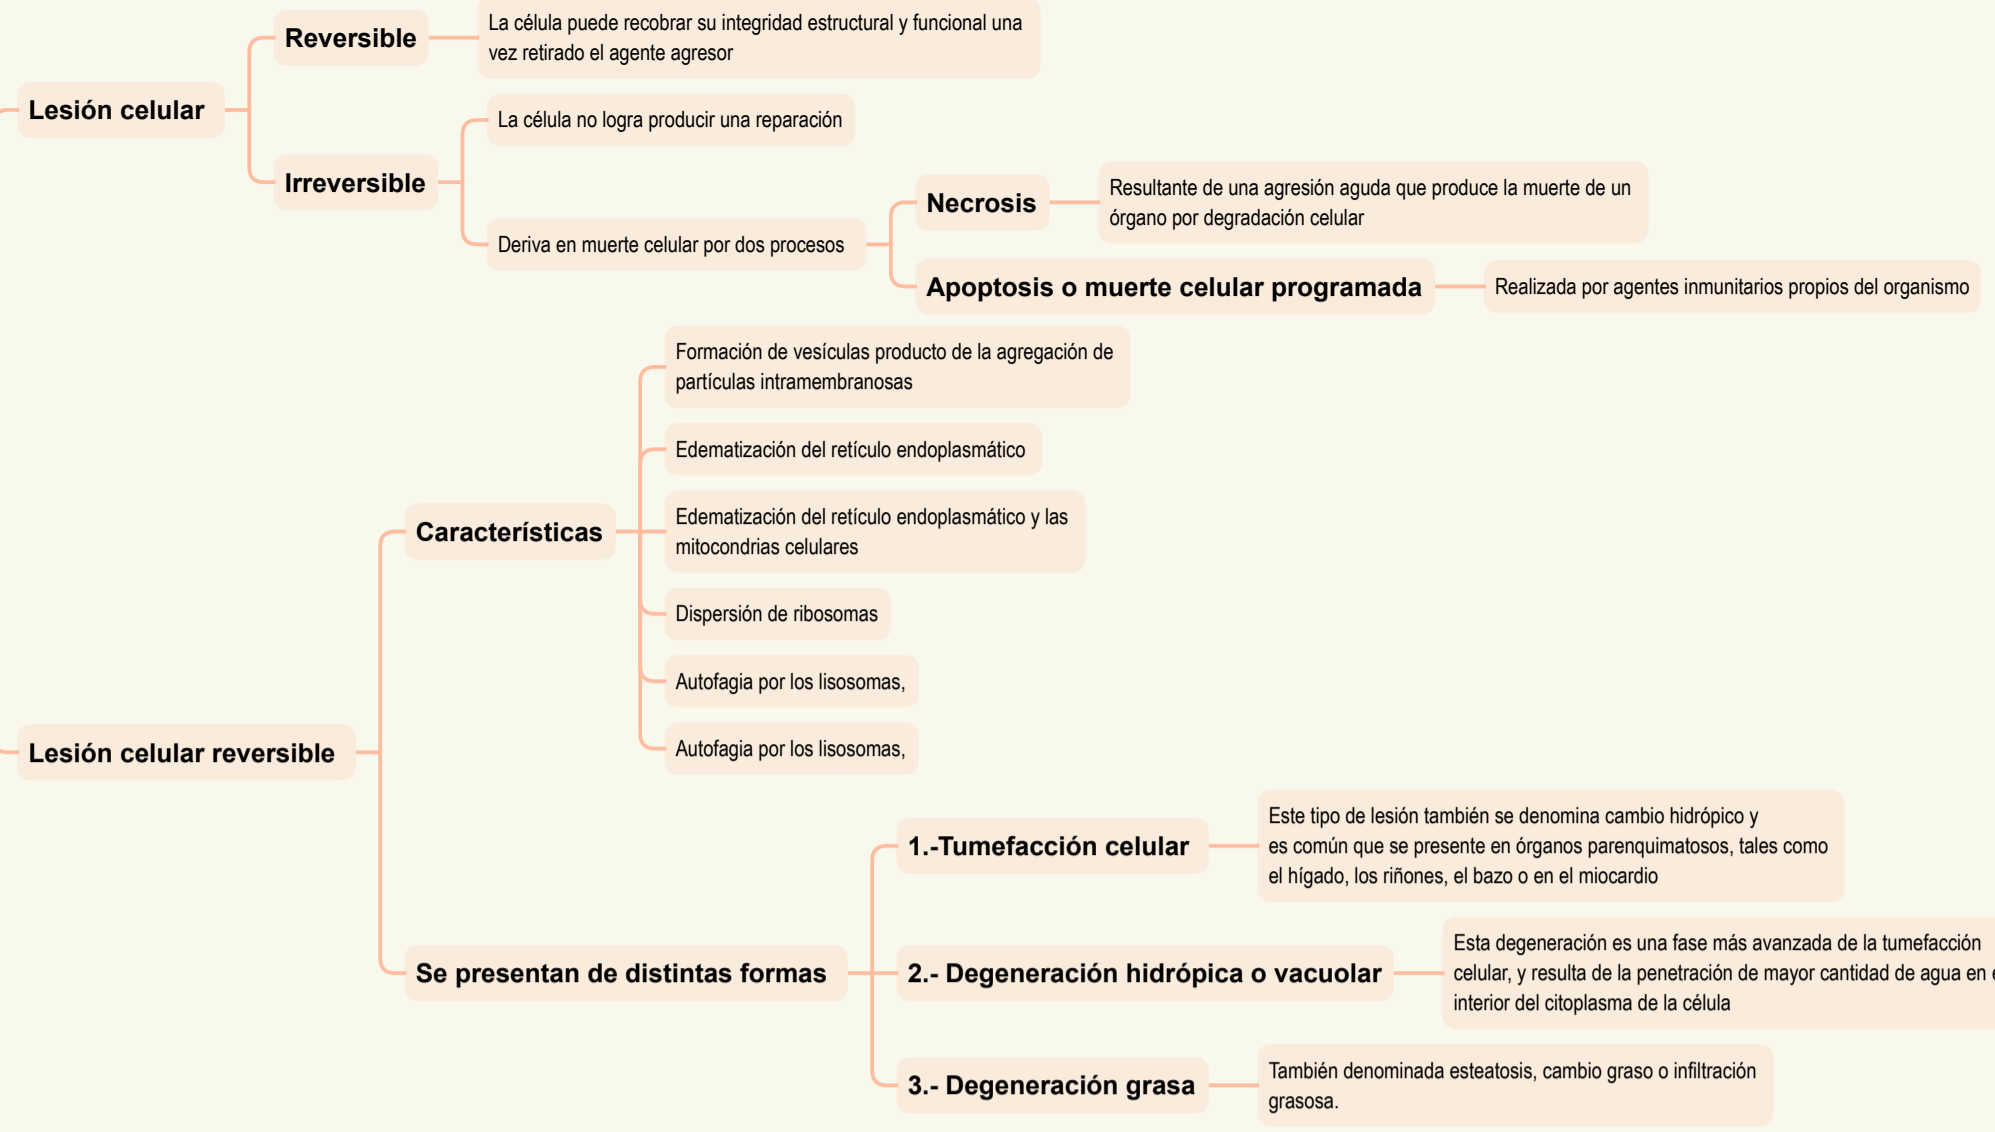 Lesión celular
Reversible
La célula puede recobrar su integridad estructural y funcional una
vez retirado el agente agresor
Irreversible
La célula no logra producir una reparación
Deriva en muerte celular por dos procesos
Necrosis
Resultante de una agresión aguda que produce la muerte de un
órgano por degradación celular
Apoptosis o muerte celular programada
Realizada por agentes inmunitarios propios del organismo
Lesión celular reversible
Características
Formación de vesículas producto de la agregación de
partículas intramembranosas
Edematización del retículo endoplasmático
Edematización del retículo endoplasmático y las
mitocondrias celulares
Dispersión de ribosomas
Autofagia por los lisosomas,
Autofagia por los lisosomas,
Se presentan de distintas formas
1.-Tumefacción celular
Este tipo de lesión también se denomina cambio hidrópico y
es común que se presente en órganos parenquimatosos, tales como
el hígado, los riñones, el bazo o en el miocardio
2.- Degeneración hidrópica o vacuolar
Esta degeneración es una fase más avanzada de la tumefacción
celular, y resulta de la penetración de mayor cantidad de agua en
interior del citoplasma de la célula
3.- Degeneración grasa
También denominada esteatosis, cambio graso o infiltración
grasosa.